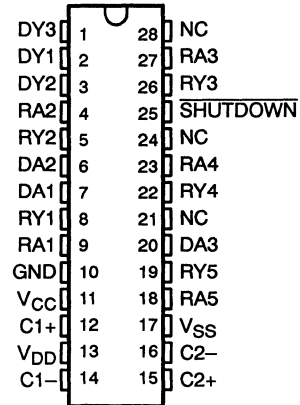 DY3 1 28 NC
DY1 2 27 RA3
DY2 3 26 RY3
RA2 4 25 SHUTDOWN
RY2 5 24 NC
DA2 6 23 RA4
DA1 7 22 RY4
RY1 8 21 NC
RA1 9 20 DA3
GND 10 19 RY5
VCC 11 18 RA5
C1+ 12 17 VSS
VDD 13 16 C2−
C1− 14 15 C2+